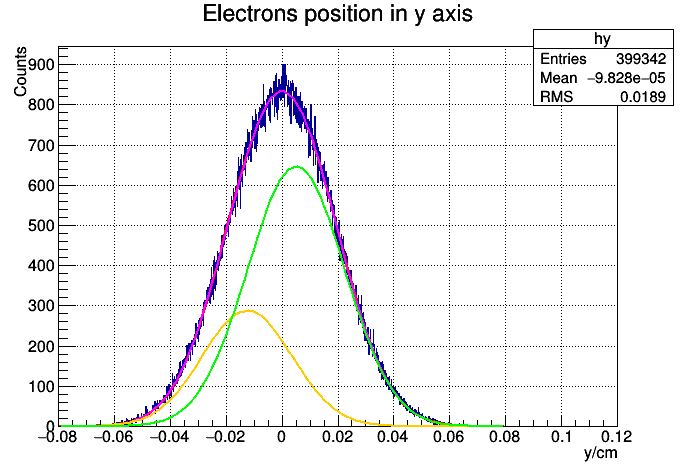 Electrons position in y axis
hy
Entries 399342
Mean −9.828e−05
RMS 0.0189
Counts
900
800
700
600
500
400
300
200
100
0
−0.08 −0.06 −0.04 −0.02 0 0.02 0.04 0.06 0.08 0.1 0.12
y/cm